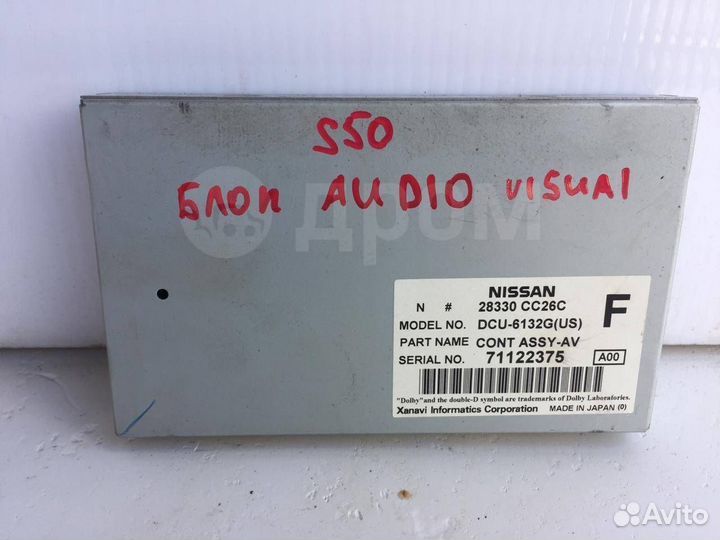 S50
БЛОК AUDIO VISUAL
дром
NISSAN
N # 28330 CC26C
F
MODEL NO. DCU-6132G(US)
PART NAME CONT ASSY-AV
SERIAL NO. 71122375 A00
"Dolby"and the double-D symbol are trademarks of Dolby Laboratories.
Xanavi Informatics Corporation MADE IN JAPAN (0)
Avito